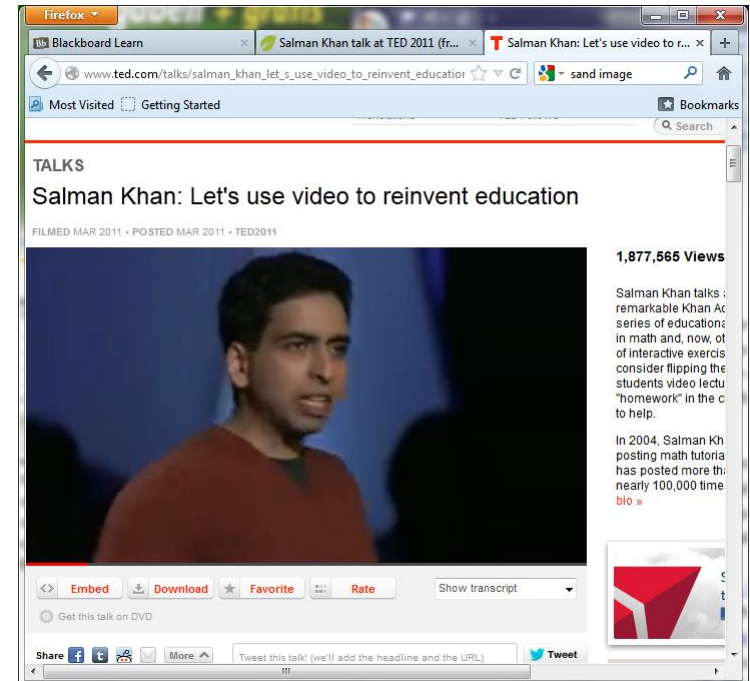 Firefox
Bb Blackboard Learn
Salman Khan talk at TED 2011 (fr...
T Salman Khan: Let's use video to r...
www.ted.com/talks/salman_khan_let_s_use_video_to_reinvent_education
sand image
Most Visited
Getting Started
Bookmarks
Search
TALKS
Salman Khan: Let's use video to reinvent education
FILMED MAR 2011 • POSTED MAR 2011 • TED2011
1,877,565 Views
Salman Khan talks
remarkable Khan Ac
series of educationa
in math and, now, ot
of interactive exercis
consider flipping the
students video lectu
"homework" in the c
to help.
In 2004, Salman Kh
posting math tutoria
has posted more tha
nearly 100,000 time
bio »
Embed
Download
Favorite
Rate
Show transcript
Get this talk on DVD
Share
More
Tweet this talk! (we'll add the headline and the URL)
Tweet